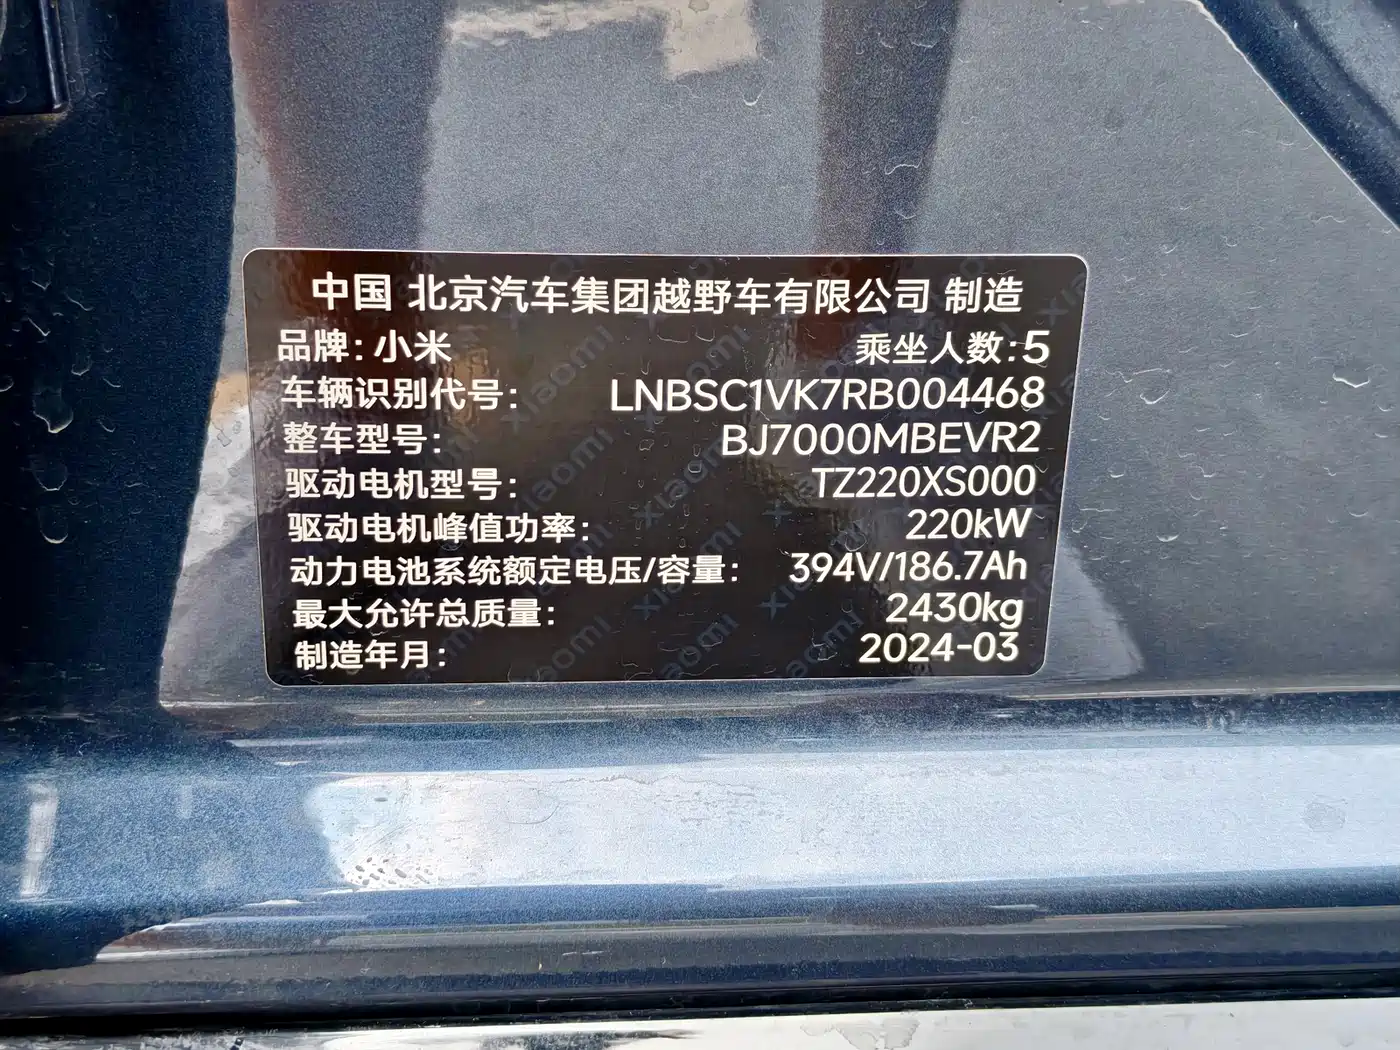 中国 北京汽车集团越野车有限公司 制造
品牌：小米 乘坐人数：5
车辆识别代号： LNBSC1VK7RB004468
整车型号： BJ7000MBEVR2
驱动电机型号： TZ220XS000
驱动电机峰值功率： 220kW
动力电池系统额定电压/容量： 394V/186.7Ah
最大允许总质量： 2430kg
制造年月： 2024-03